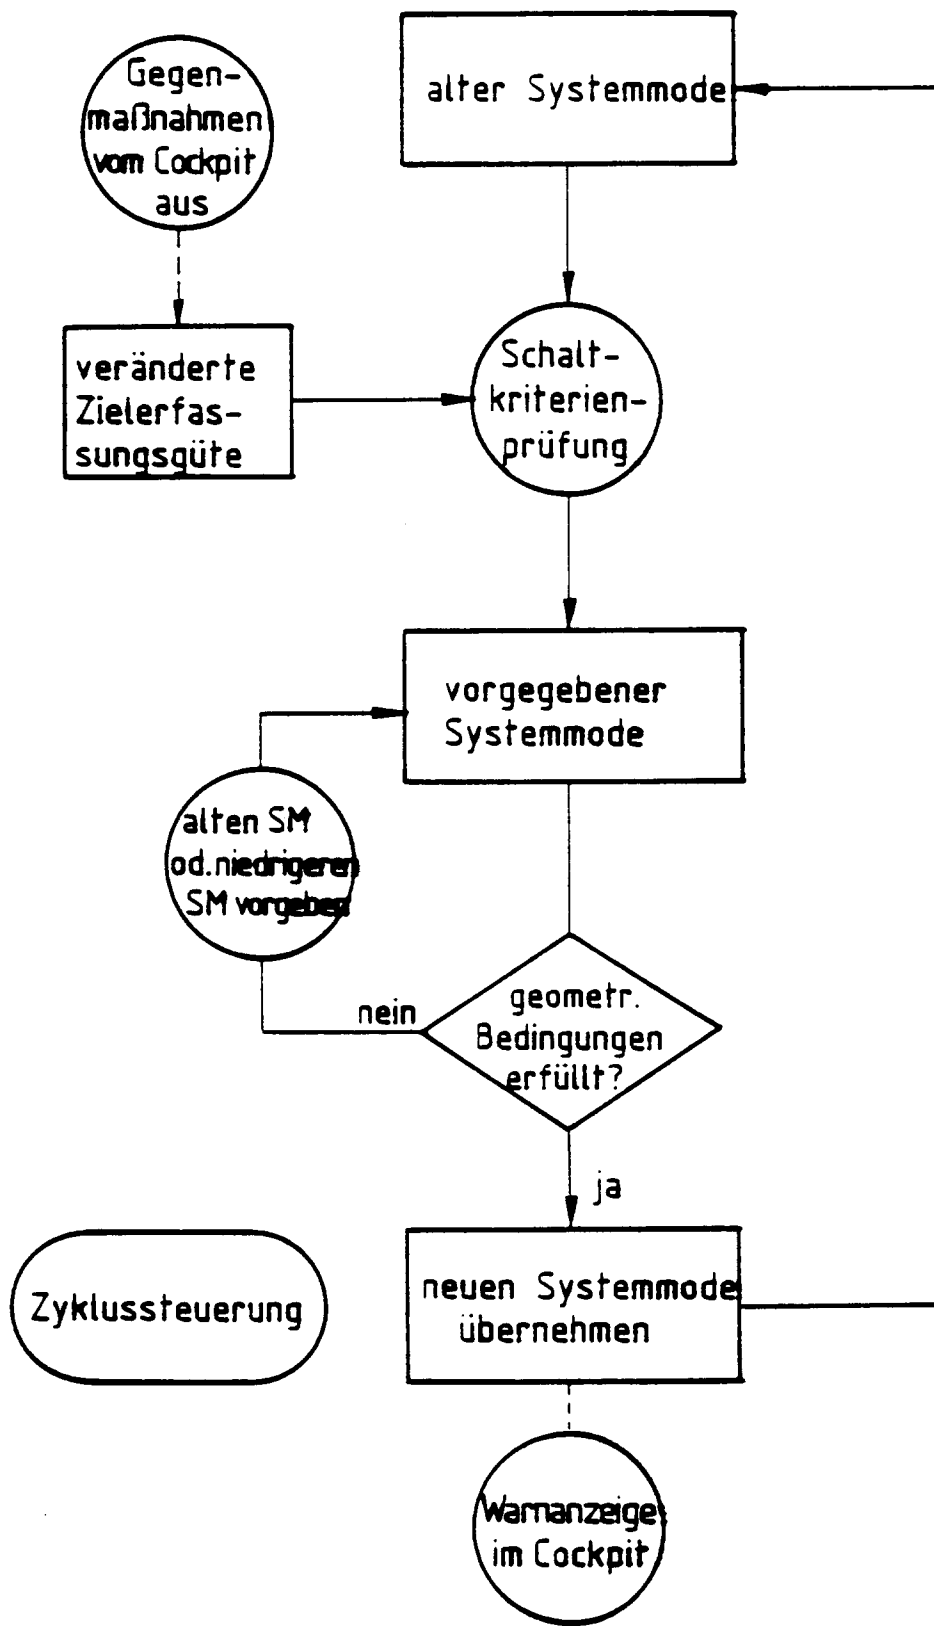 Gegen-
maßnahmen
vom Cockpit
aus
alter Systemmode
veränderte
Zielerfas-
sungsgüte
Schalt-
kriterien-
prüfung
vorgegebener
Systemmode
alten SM
od. niedrigeren
SM vorgeben
nein
geometr.
Bedingungen
erfüllt?
ja
Zyklussteuerung
neuen Systemmode
übernehmen
Warnanzeige
im Cockpit